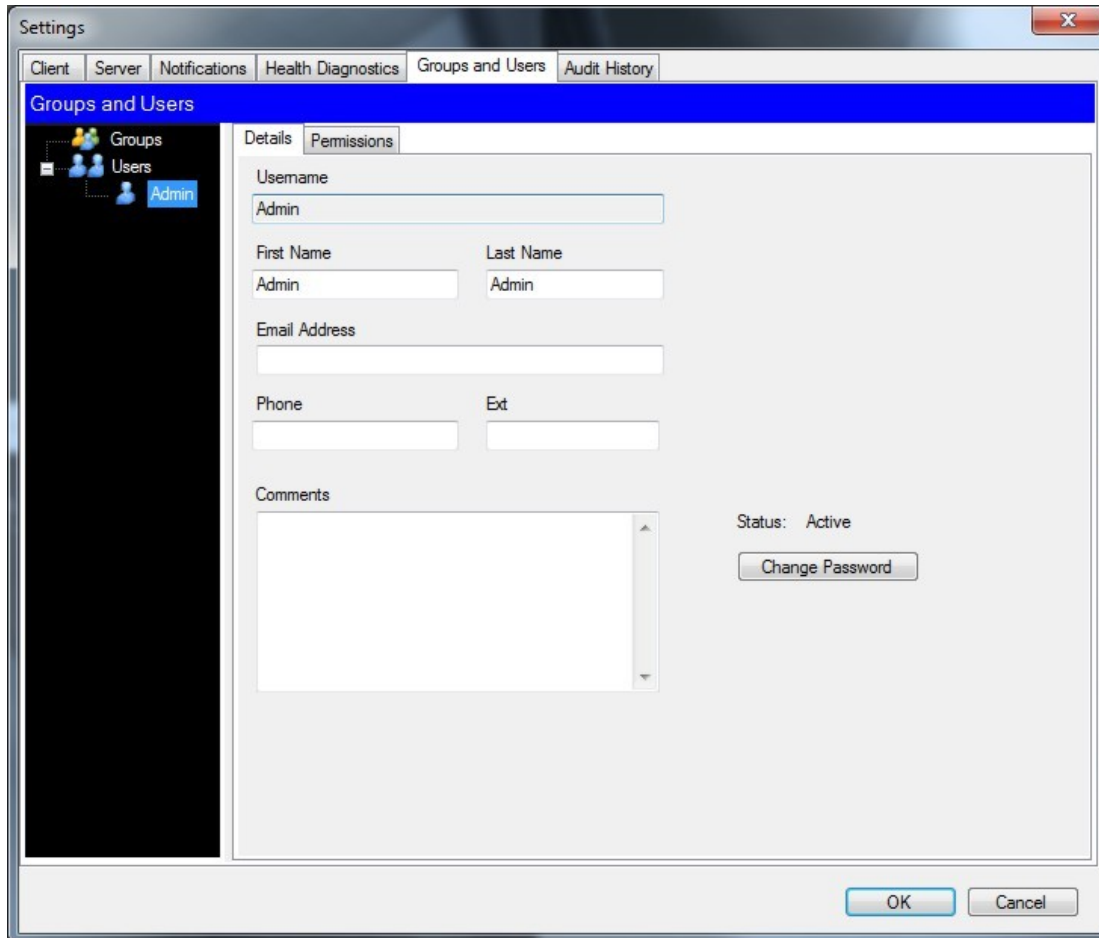 Settings
Client Server Notifications Health Diagnostics Groups and Users Audit History
Groups and Users
Groups
Users
Admin
Details Permissions
Username
Admin
First Name Last Name
Admin Admin
Email Address
Phone Ext
Comments
Status: Active
Change Password
OK Cancel